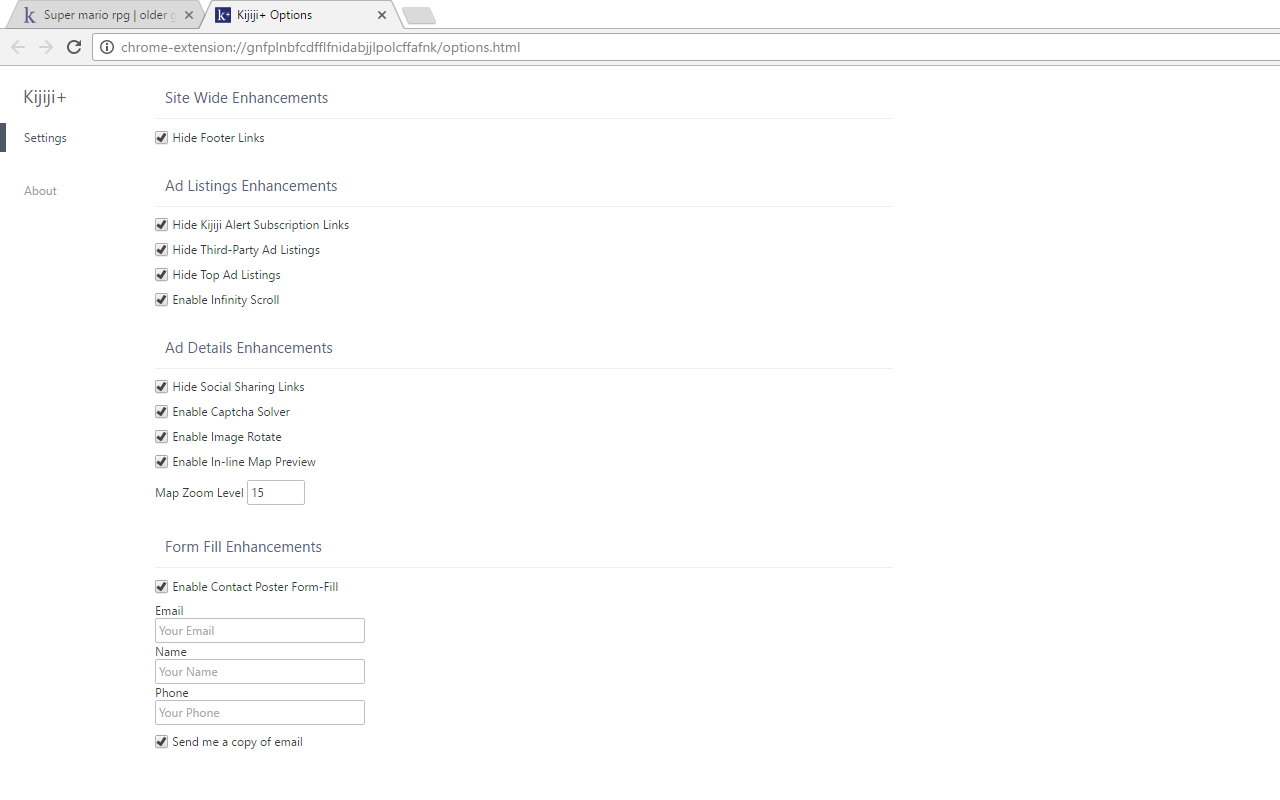 k Super mario rpg | older g
k+ Kijiji+ Options
chrome-extension://gnfplnbfcdfflfnidabjjlpolcffafnk/options.html
Kijiji+
Settings
About
Site Wide Enhancements
Hide Footer Links
Ad Listings Enhancements
Hide Kijiji Alert Subscription Links
Hide Third-Party Ad Listings
Hide Top Ad Listings
Enable Infinity Scroll
Ad Details Enhancements
Hide Social Sharing Links
Enable Captcha Solver
Enable Image Rotate
Enable In-line Map Preview
Map Zoom Level 15
Form Fill Enhancements
Enable Contact Poster Form-Fill
Email
Your Email
Name
Your Name
Phone
Your Phone
Send me a copy of email